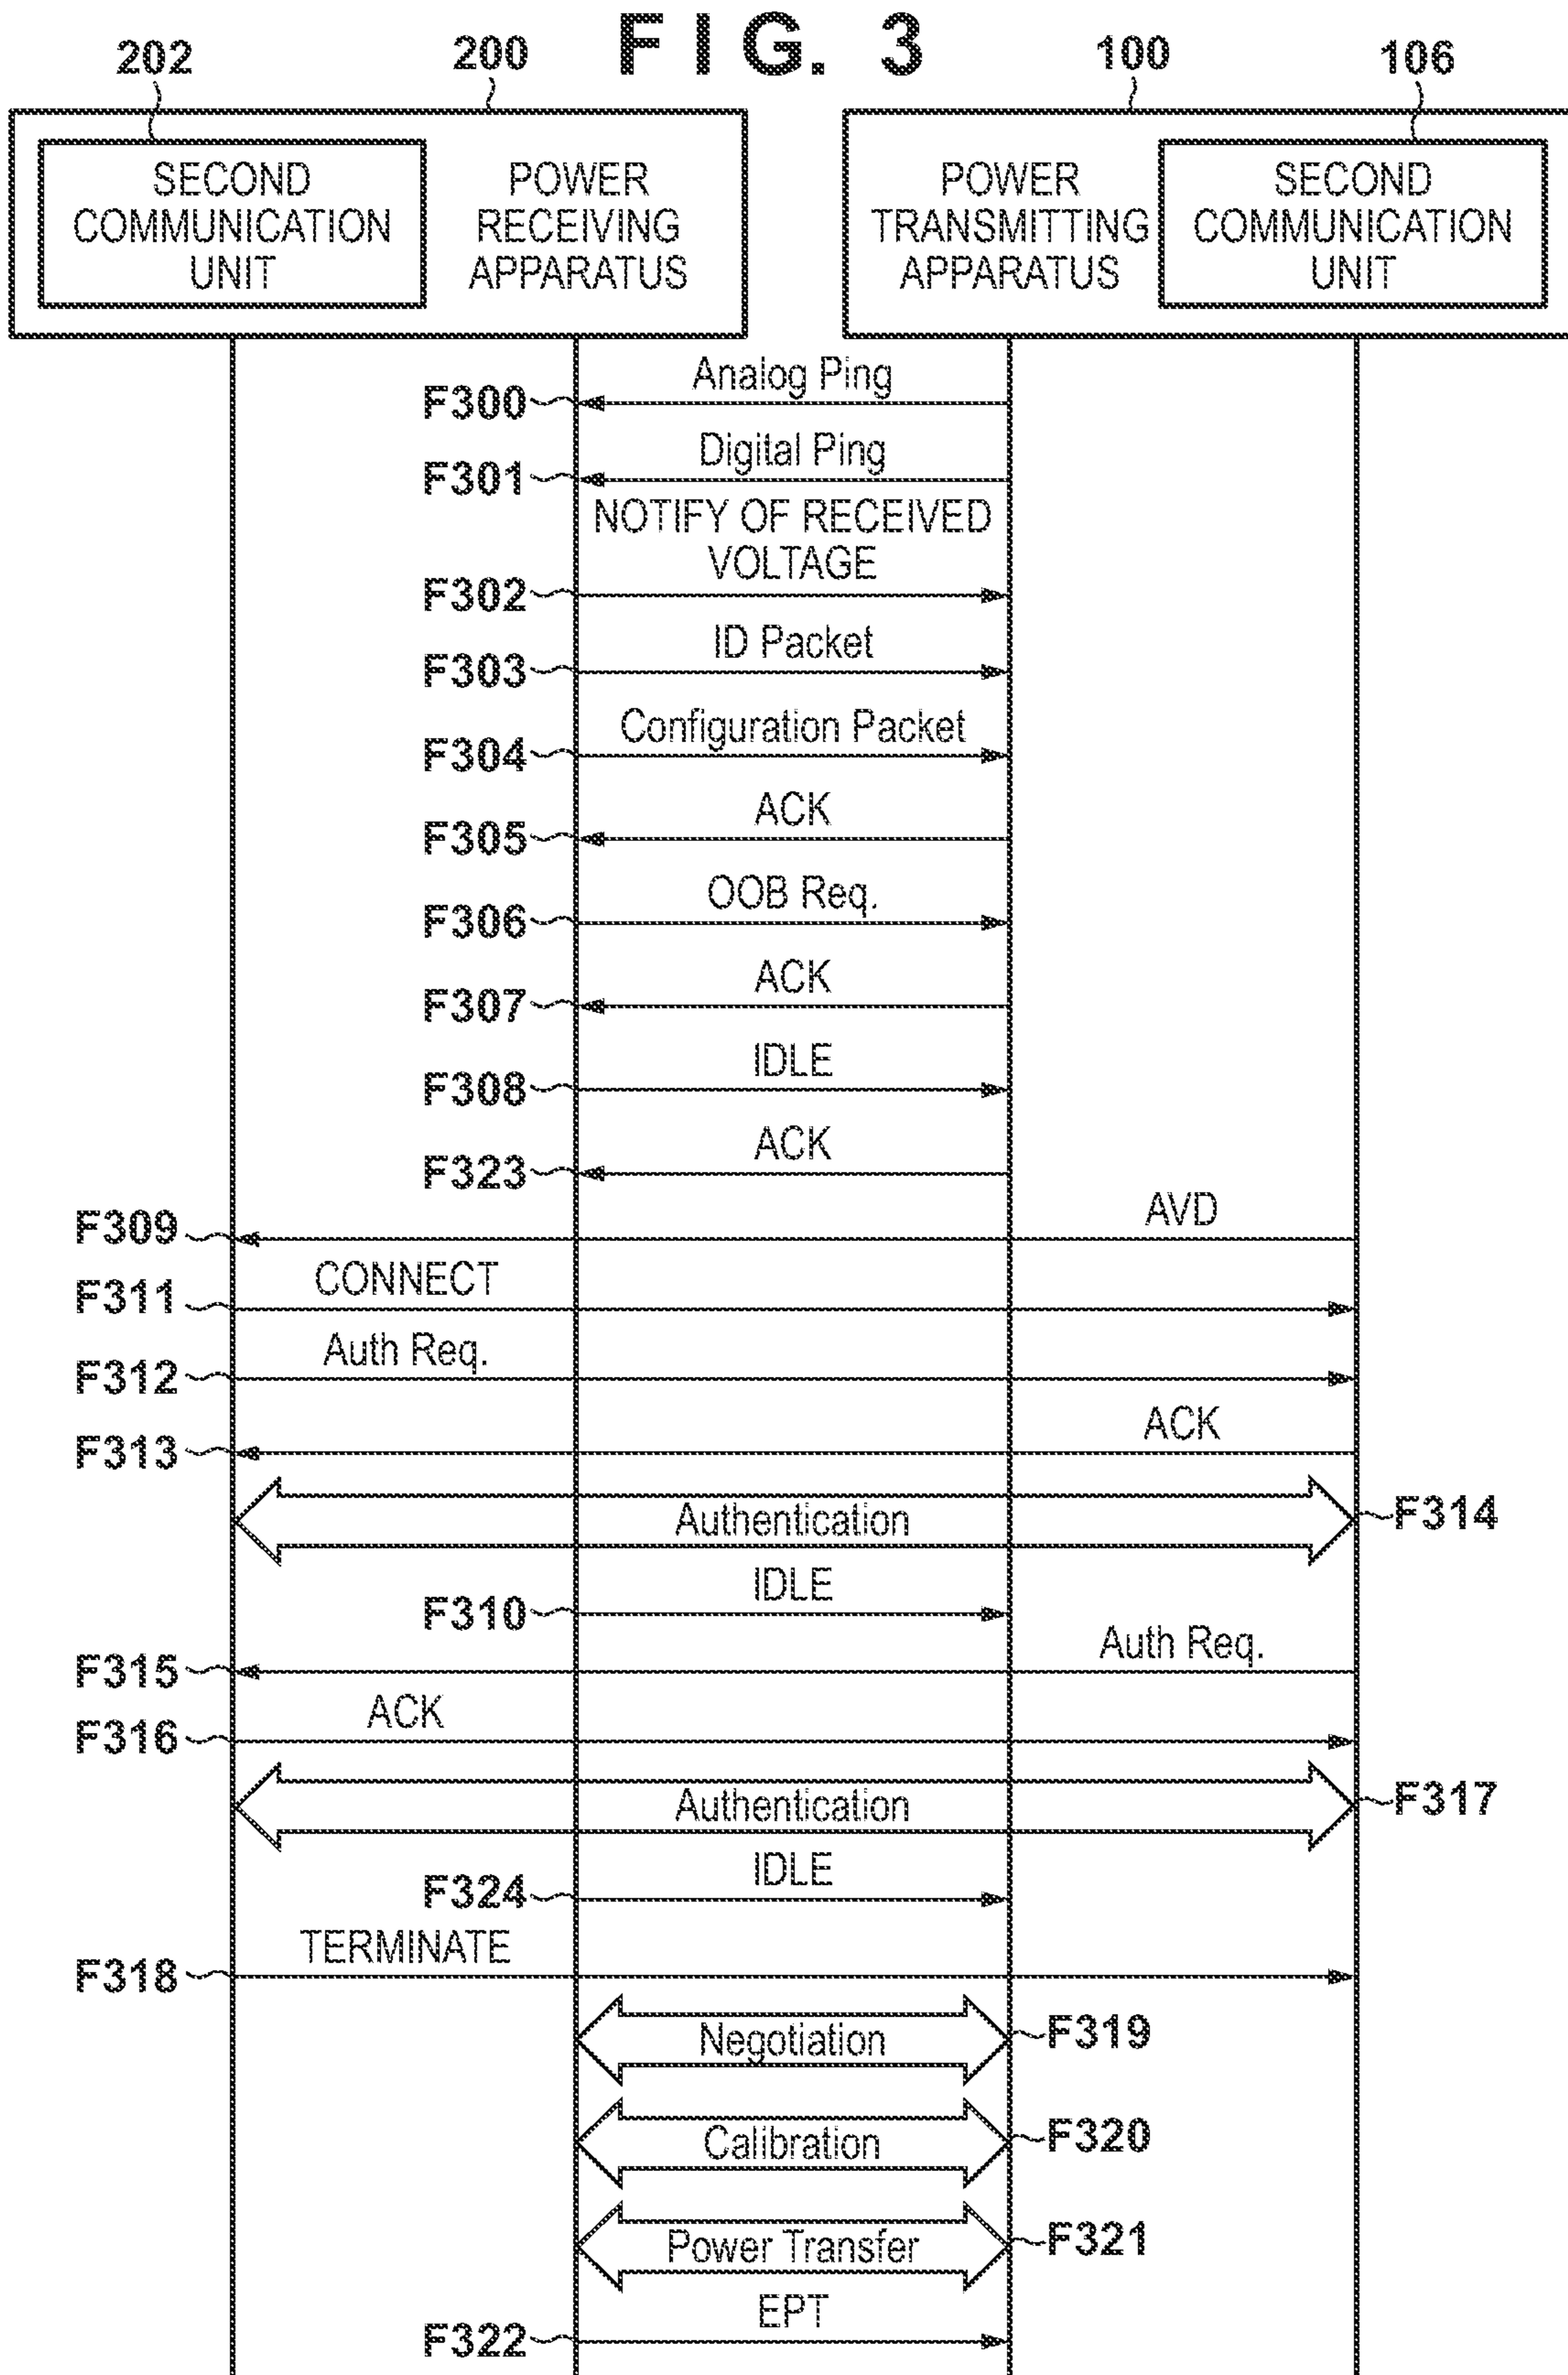 FIG. 3
202
200
100
106
SECOND
COMMUNICATION
UNIT
POWER
RECEIVING
APPARATUS
POWER
TRANSMITTING
APPARATUS
SECOND
COMMUNICATION
UNIT
Analog Ping
F300
Digital Ping
F301
NOTIFY OF RECEIVED
VOLTAGE
F302
ID Packet
F303
Configuration Packet
F304
ACK
F305
OOB Req.
F306
ACK
F307
IDLE
F308
ACK
F323
AVD
F309
CONNECT
F311
Auth Req.
F312
ACK
F313
Authentication
F314
IDLE
F310
Auth Req.
F315
ACK
F316
Authentication
F317
IDLE
F324
TERMINATE
F318
Negotiation
F319
Calibration
F320
Power Transfer
F321
EPT
F322